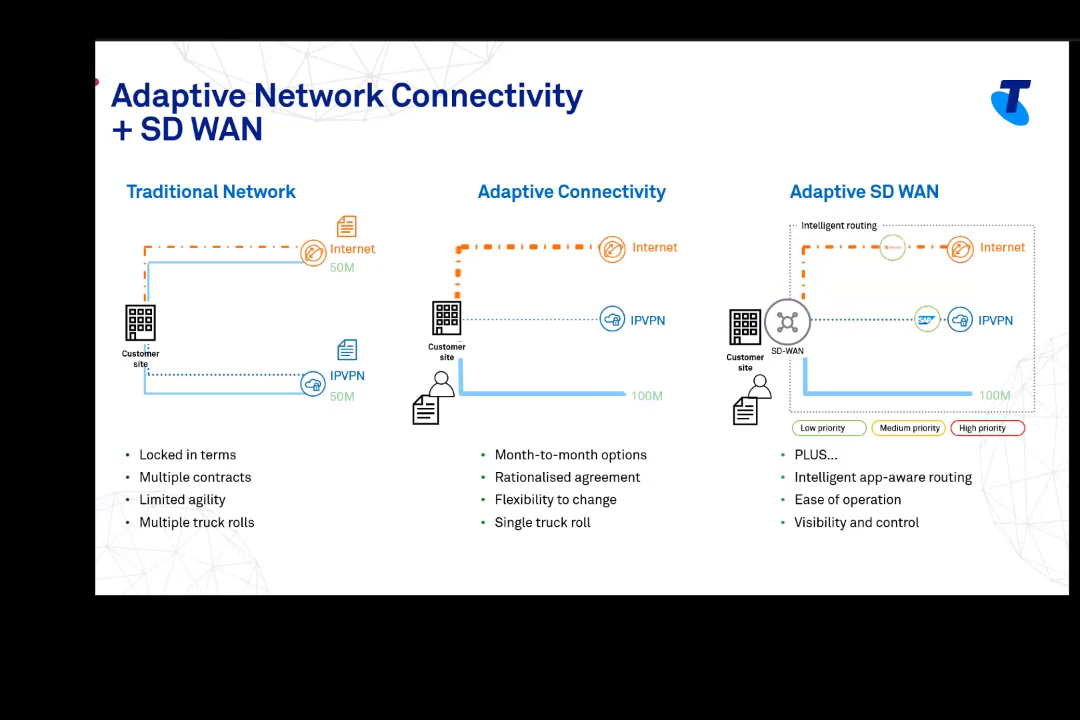 Adaptive Network Connectivity
+ SD WAN
T
Traditional Network
Internet
50M
Customer
site
IPVPN
50M
Locked in terms
Multiple contracts
Limited agility
Multiple truck rolls
Adaptive Connectivity
Internet
IPVPN
Customer
site
100M
Month-to-month options
Rationalised agreement
Flexibility to change
Single truck roll
Adaptive SD WAN
Intelligent routing
Internet
SAP
IPVPN
SD-WAN
Customer
site
100M
Low priority
Medium priority
High priority
PLUS...
Intelligent app-aware routing
Ease of operation
Visibility and control